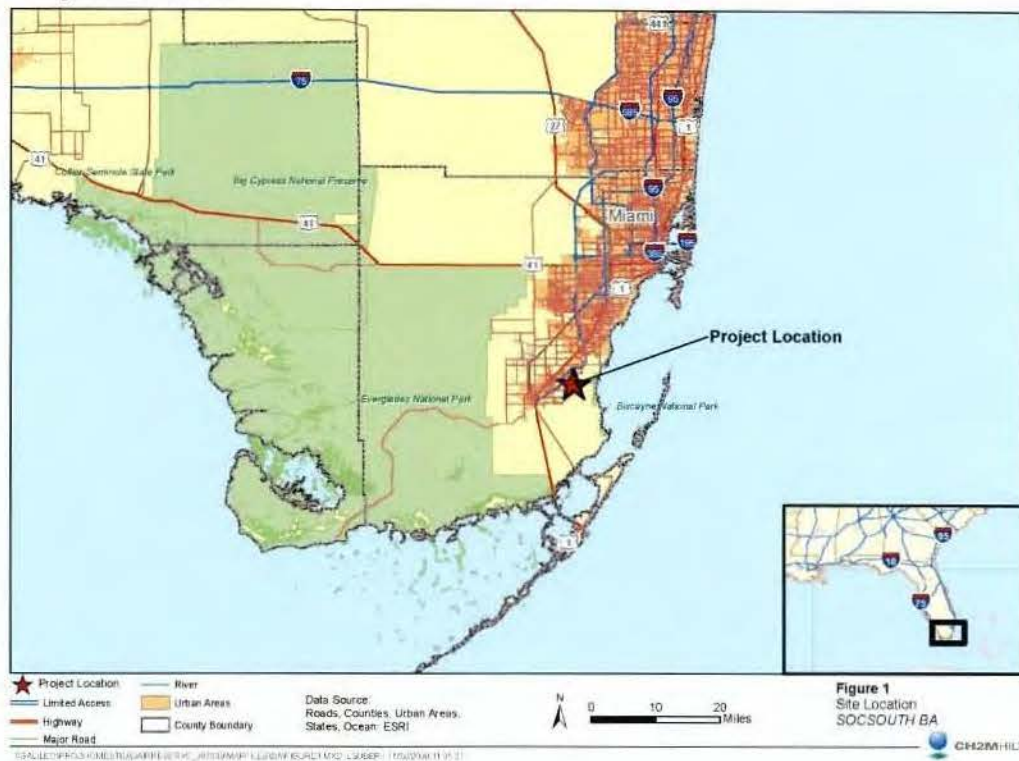 441
75
95
595
27
1
41
Collier Seminole State Park
Big Cypress National Preserve
95
Miami
41
395
195
41
1
Project Location
Everglades National Park
Biscayne National Park
1
95
10
75
Project Location
River
Limited Access
Urban Areas
Highway
County Boundary
Major Road
Data Source:
Roads, Counties, Urban Areas,
States, Ocean: ESRI
N
0 10 20
Miles
Figure 1
Site Location
SOCSOUTH BA
CH2MHILL